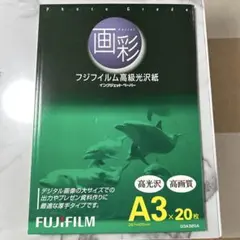 Photo Grade
画彩
フジフイルム高級光沢紙
インクジェットペーパー
高光沢
高画質
デジタル画像の大サイズでの
出力やプレゼン資料作りに
最適な厚手タイプです。
A3×20枚
FUJIFILM